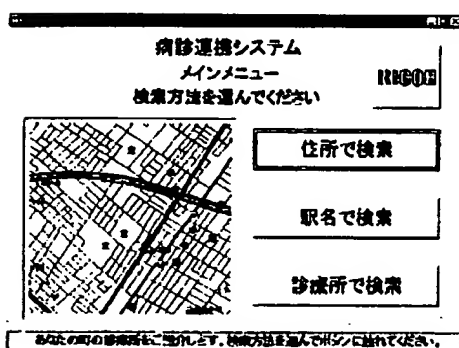 病診連携システム
メインメニュー
検索方法を選んでください
RICOH
住所で検索
駅名で検索
診療所で検索
あなたの町の診療所をご紹介します。検索方法を選んでボタンに触れてください。